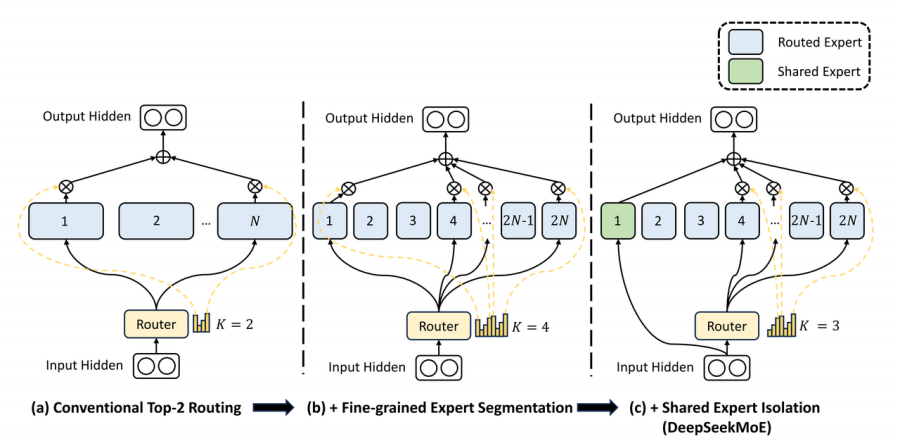 Routed Expert
Shared Expert
Output Hidden
1
2
...
N
Router
K = 2
Input Hidden
(a) Conventional Top-2 Routing
Output Hidden
1
2
3
4
...
2N-1
2N
Router
K = 4
Input Hidden
(b) + Fine-grained Expert Segmentation
Output Hidden
1
2
3
4
...
2N-1
2N
Router
K = 3
Input Hidden
(c) + Shared Expert Isolation
(DeepSeekMoE)